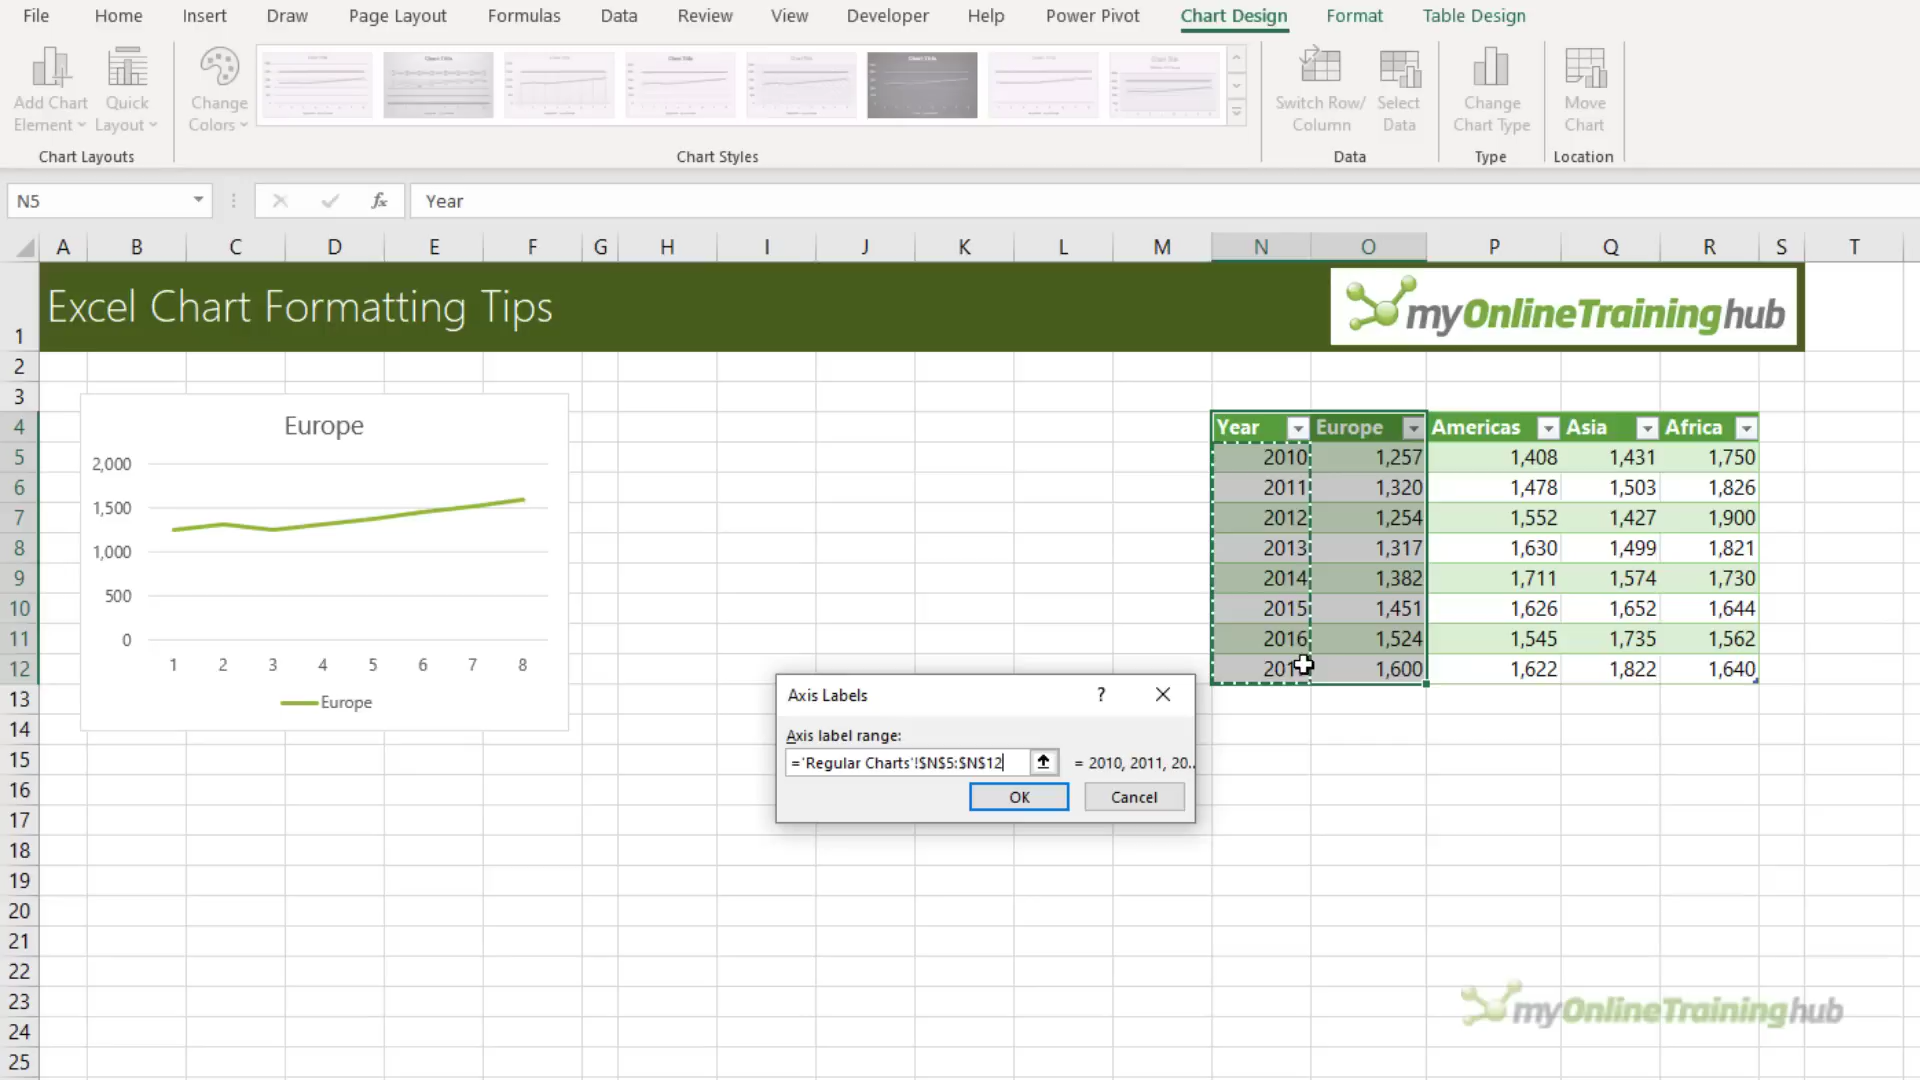 File Home Insert Draw Page Layout Formulas Data Review View Developer Help Power Pivot Chart Design Format Table Design
Add Chart Element
Quick Layout
Change Colors
Switch Row/ Column
Select Data
Change Chart Type
Move Chart
Chart Layouts Chart Styles Data Type Location
N5 fx Year
A B C D E F G H I J K L M N O P Q R S T
1 Excel Chart Formatting Tips myOnlineTraininghub
2
3
4 Year Europe Americas Asia Africa
5 2010 1,257 1,408 1,431 1,750
6 2011 1,320 1,478 1,503 1,826
7 2012 1,254 1,552 1,427 1,900
8 2013 1,317 1,630 1,499 1,821
9 2014 1,382 1,711 1,574 1,730
10 2015 1,451 1,626 1,652 1,644
11 2016 1,524 1,545 1,735 1,562
12 201 1,600 1,622 1,822 1,640
13
14
15
16
17
18
19
20
21
22
23
24
25
Europe
2,000
1,500
1,000
500
0
1 2 3 4 5 6 7 8
Europe
Axis Labels ?
Axis label range:
='Regular Charts'!$N$5:$N$12 = 2010, 2011, 20..
OK Cancel
myOnlineTraininghub